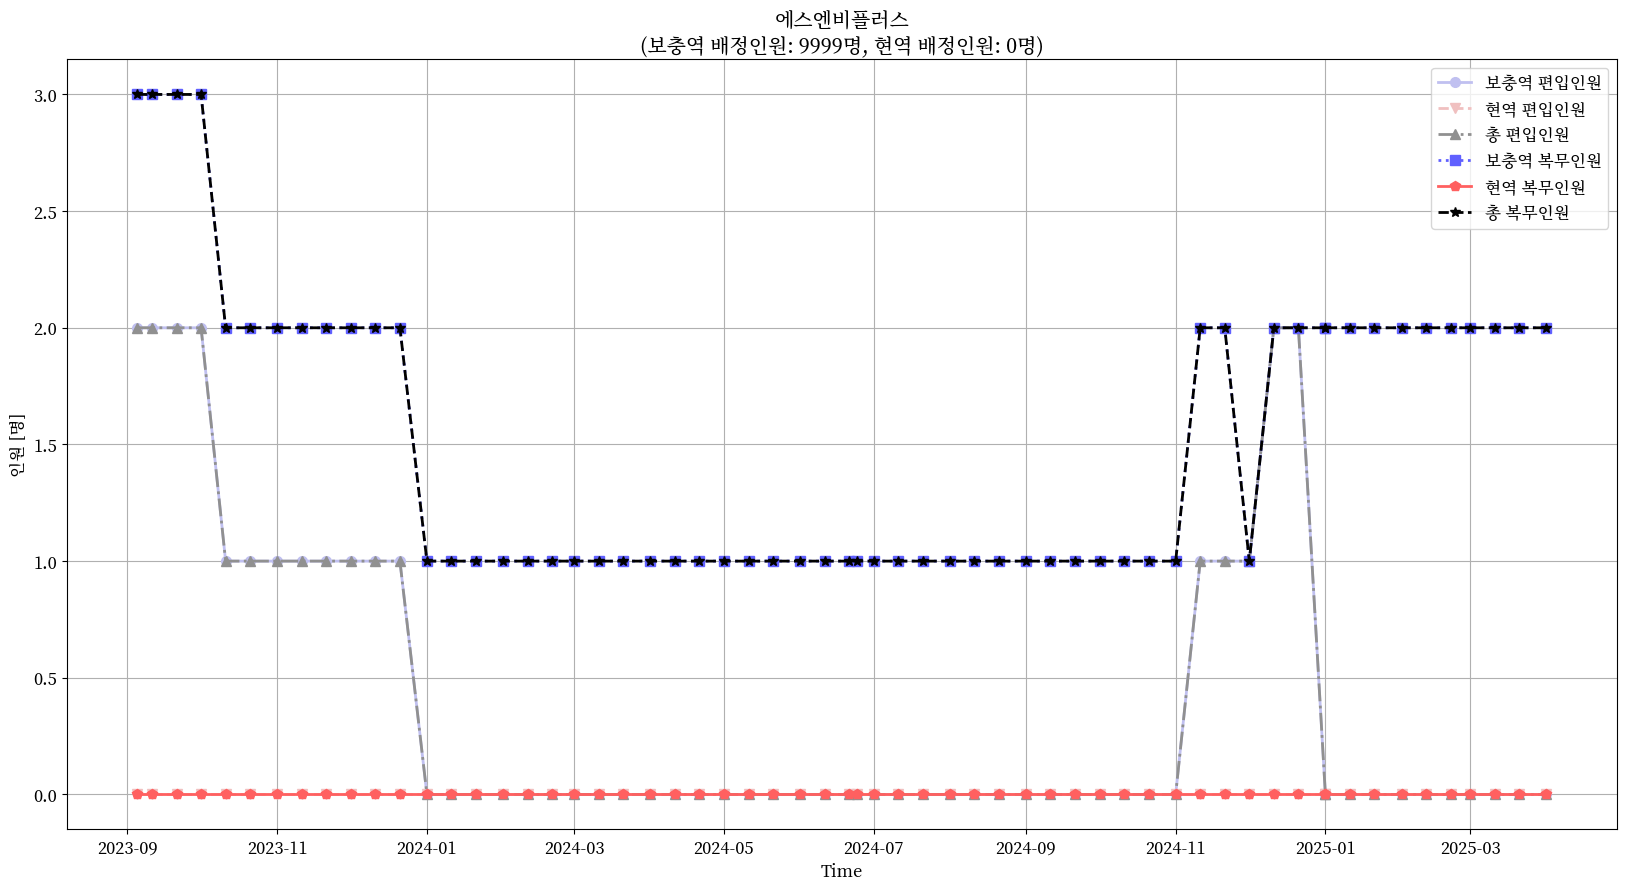 에스엔비플러스
(보충역 배정인원: 9999명, 현역 배정인원: 0명)
보충역 편입인원
현역 편입인원
총 편입인원
보충역 복무인원
현역 복무인원
총 복무인원
인원 [명]
3.0
2.5
2.0
1.5
1.0
0.5
0.0
2023-09
2023-11
2024-01
2024-03
2024-05
2024-07
2024-09
2024-11
2025-01
2025-03
Time